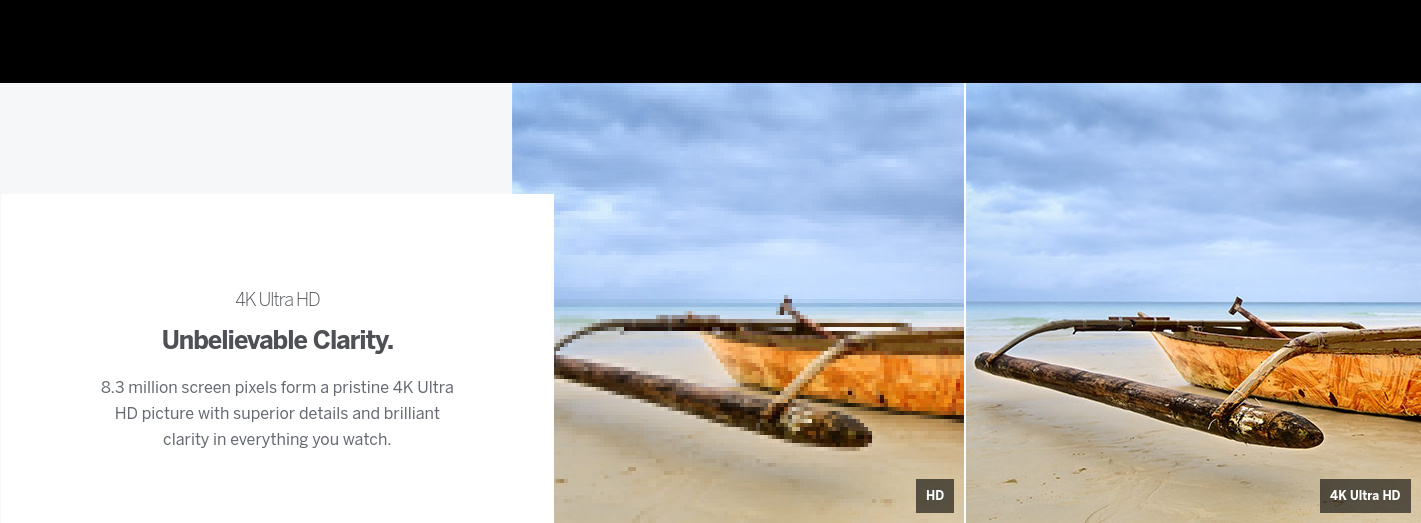 4K Ultra HD
Unbelievable Clarity.
8.3 million screen pixels form a pristine 4K Ultra
HD picture with superior details and brilliant
clarity in everything you watch.
HD
4K Ultra HD